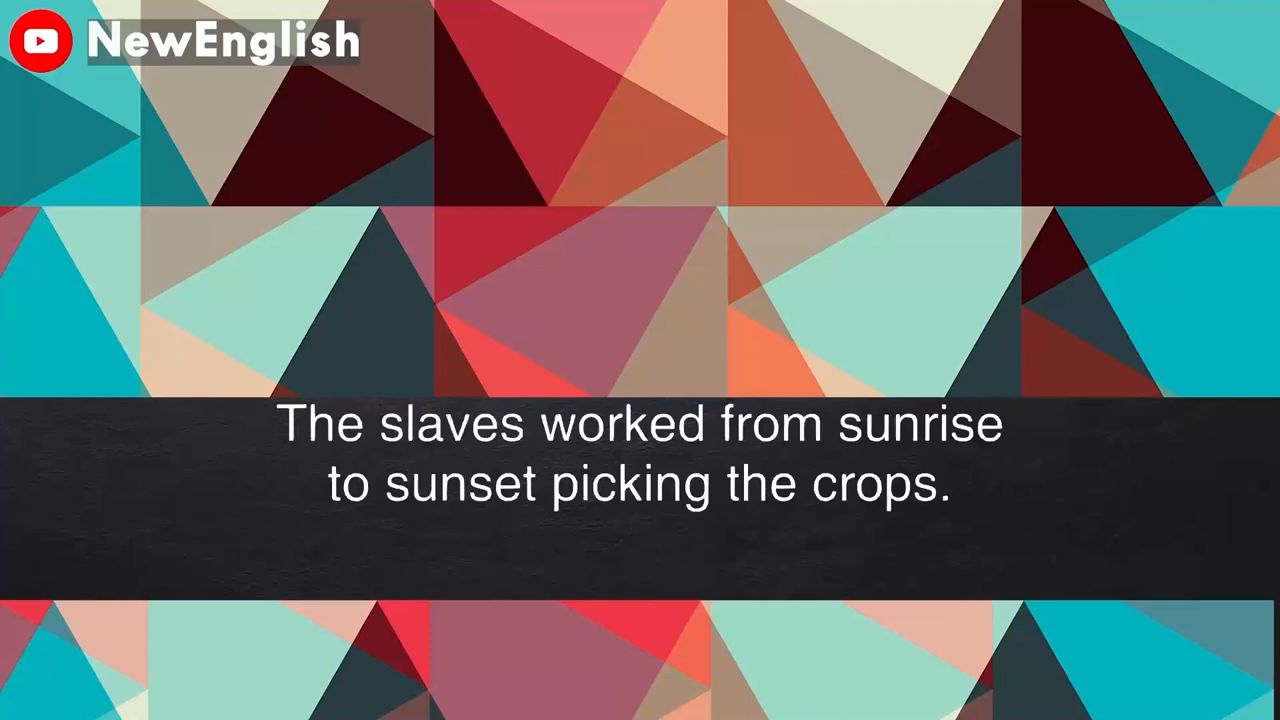 NewEnglish
The slaves worked from sunrise
to sunset picking the crops.